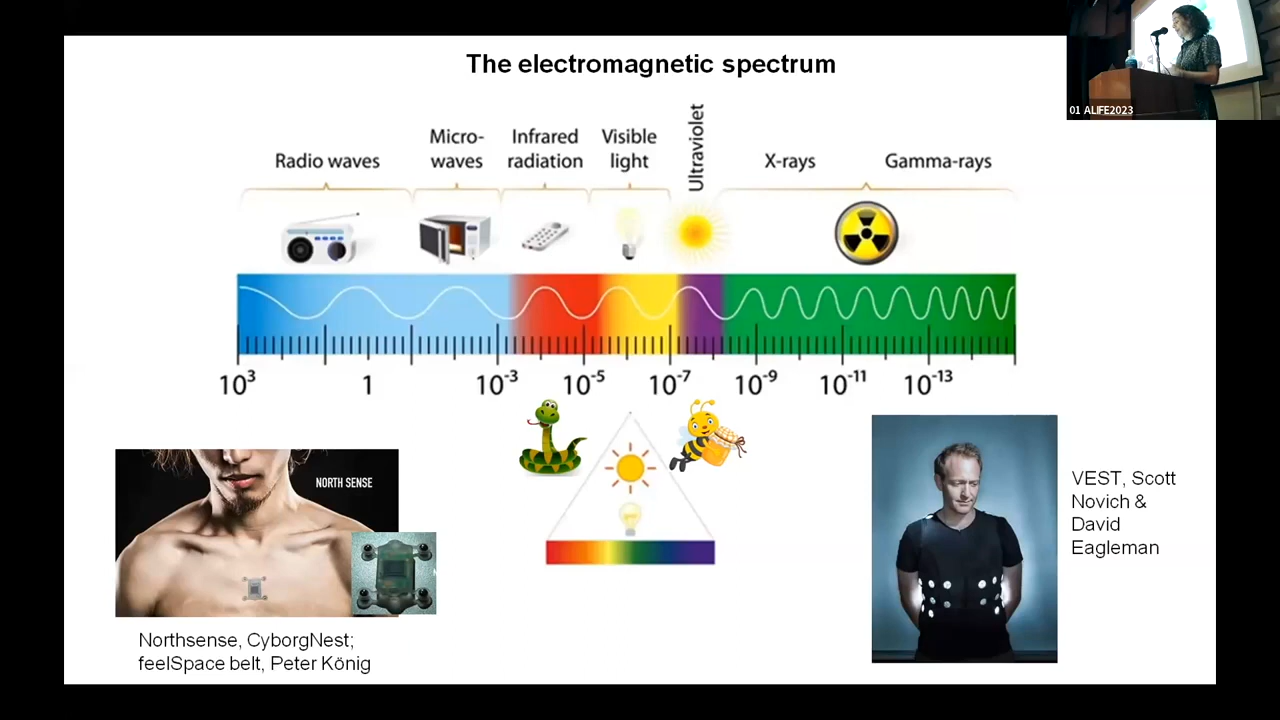 The electromagnetic spectrum
01 ALIFE2023
Radio waves
Micro-
waves
Infrared
radiation
Visible
light
Ultraviolet
X-rays
Gamma-rays
10³
1
10⁻³
10⁻⁵
10⁻⁷
10⁻⁹
10⁻¹¹
10⁻¹³
NORTH SENSE
Northsense, CyborgNest;
feelSpace belt, Peter König
VEST, Scott
Novich &
David
Eagleman